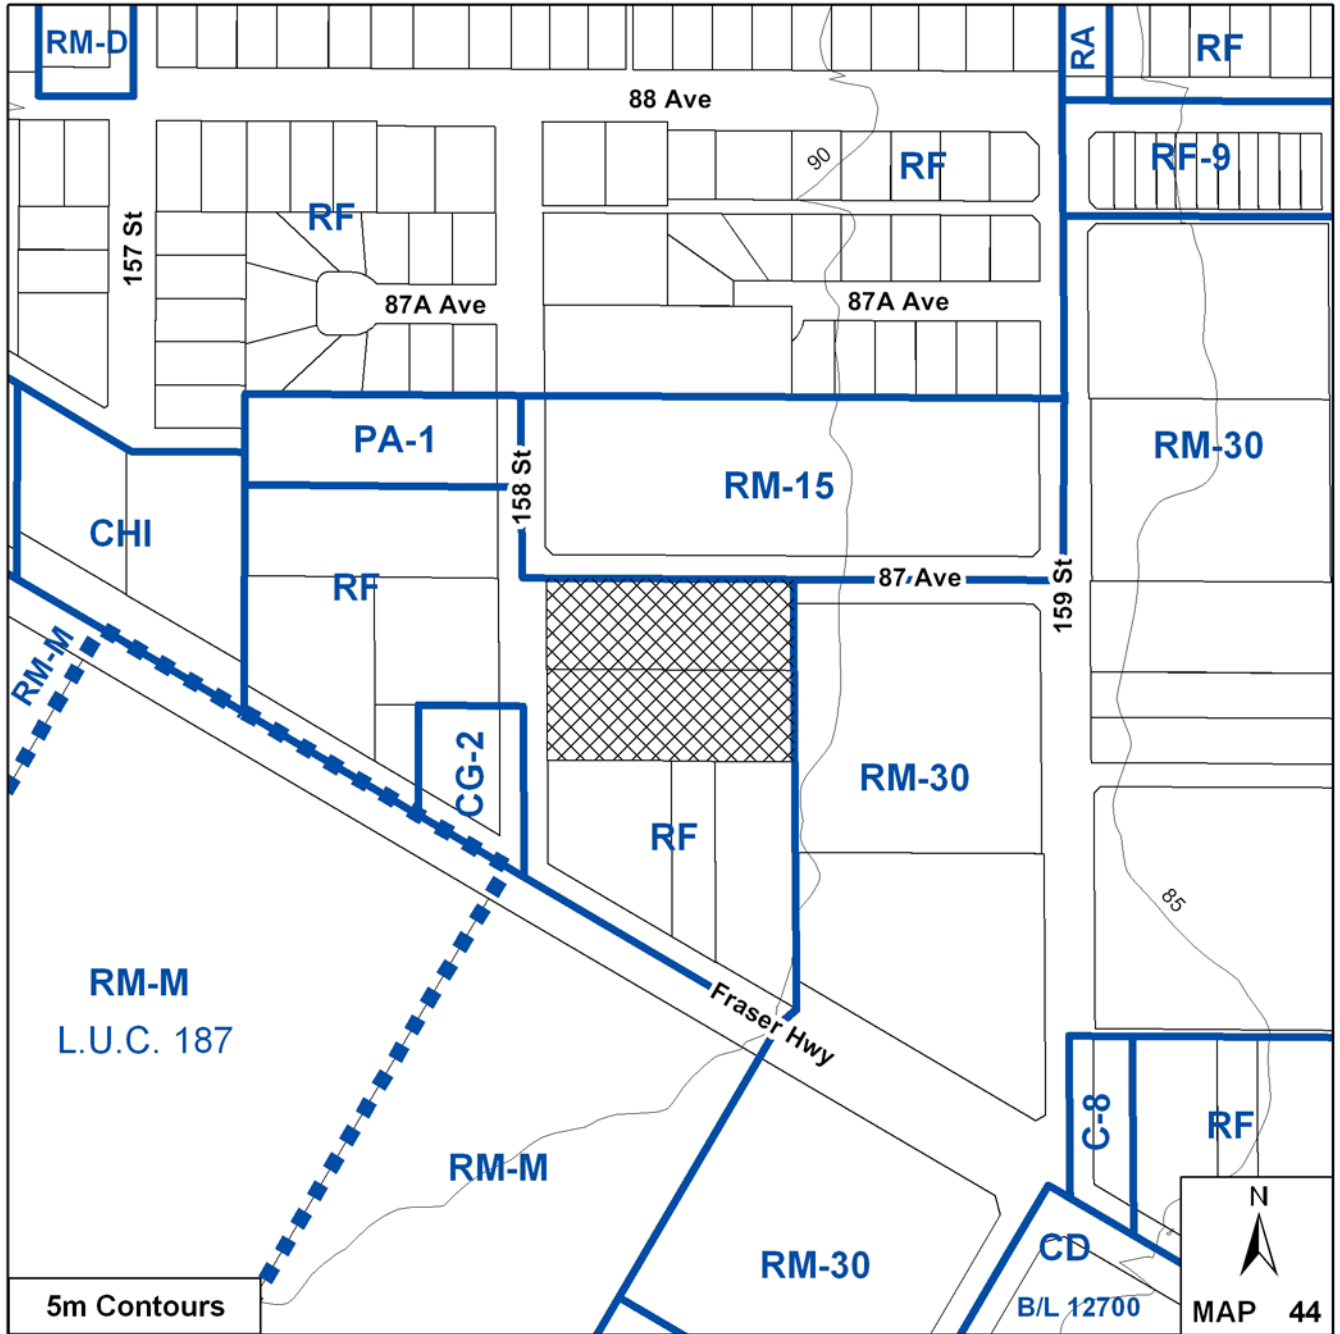 RM-D
RA
RF
88 Ave
RF-9
90
RF
RF
157 St
87A Ave
87A Ave
PA-1
RM-30
158 St
RM-15
CHI
RF
87 Ave
159 St
RM-M
CG-2
RM-30
RF
85
RM-M
L.U.C. 187
Fraser Hwy
C-8
RF
RM-M
N
CD
RM-30
5m Contours
B/L 12700
MAP 44